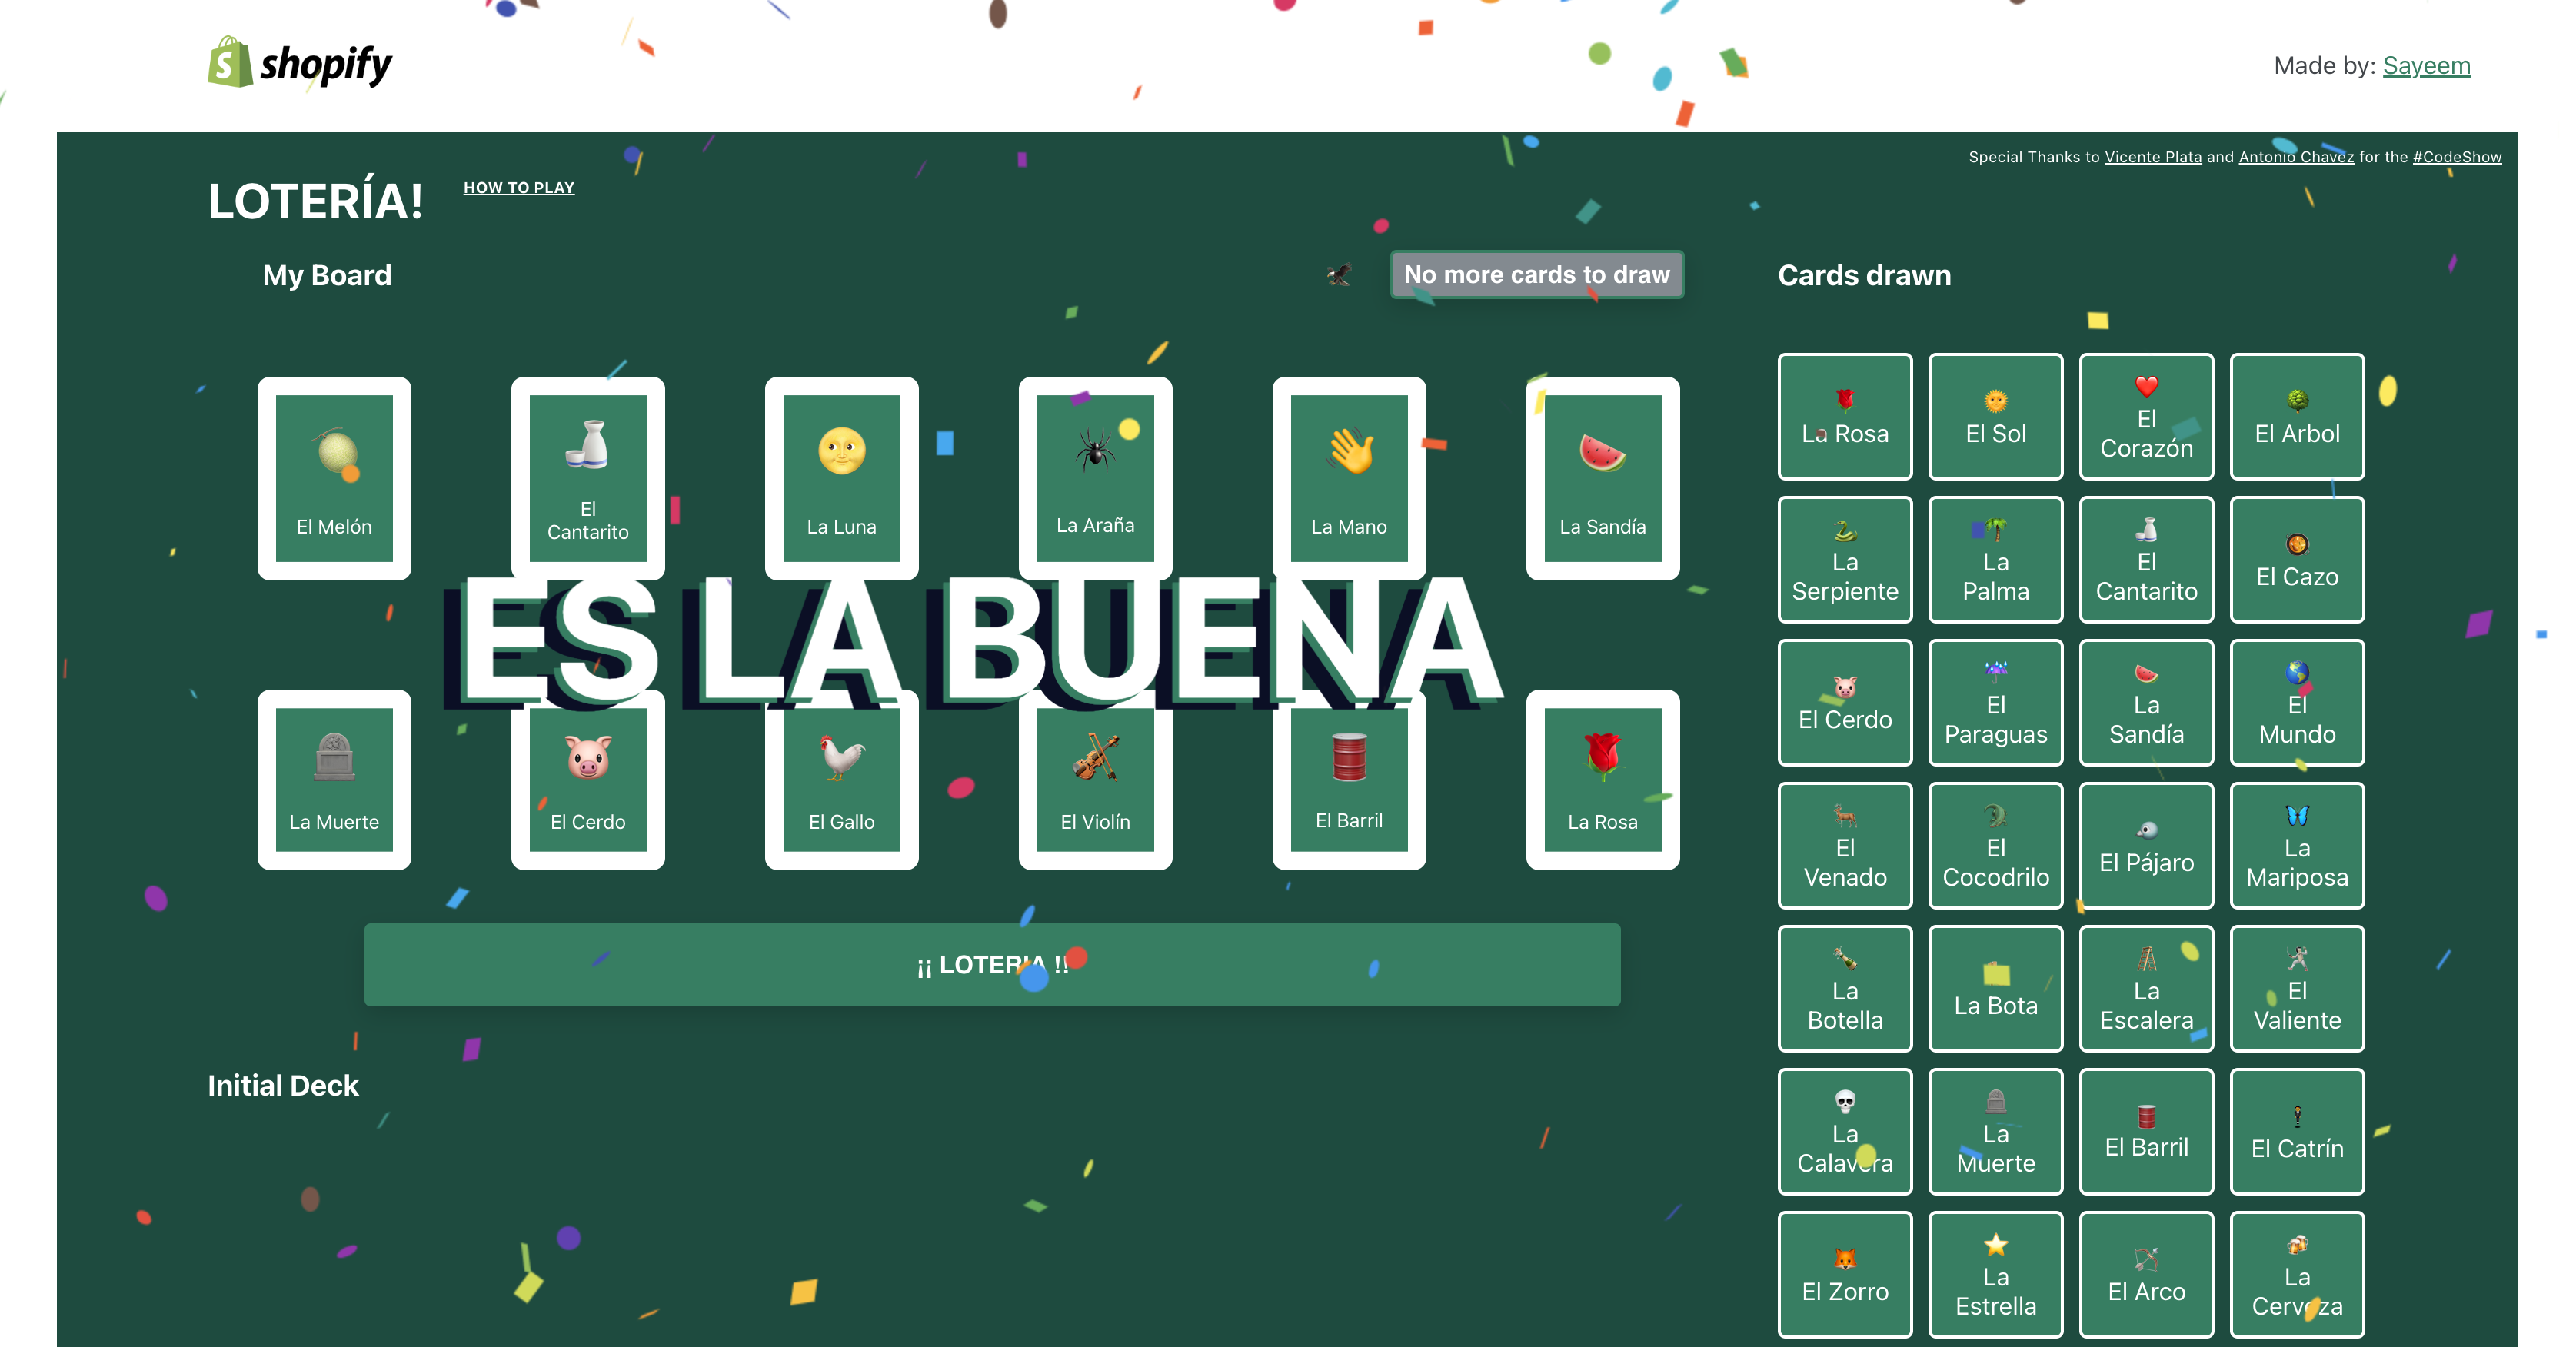 shopify
Made by: Sayeem
Special Thanks to Vicente Plata and Antonio Chavez for the #CodeShow
LOTERÍA!
HOW TO PLAY
My Board
No more cards to draw
El Melón
El
Cantarito
La Luna
La Araña
La Mano
La Sandía
ES LA BUENA
La Muerte
El Cerdo
El Gallo
El Violín
El Barril
La Rosa
¡¡ LOTERIA !!
Initial Deck
Cards drawn
La Rosa
El Sol
El
Corazón
El Arbol
La
Serpiente
La
Palma
El
Cantarito
El Cazo
El Cerdo
El
Paraguas
La
Sandía
El
Mundo
El
Venado
El
Cocodrilo
El Pájaro
La
Mariposa
La
Botella
La Bota
La
Escalera
El
Valiente
La
Calavera
La
Muerte
El Barril
El Catrín
El Zorro
La
Estrella
El Arco
La
Cerveza